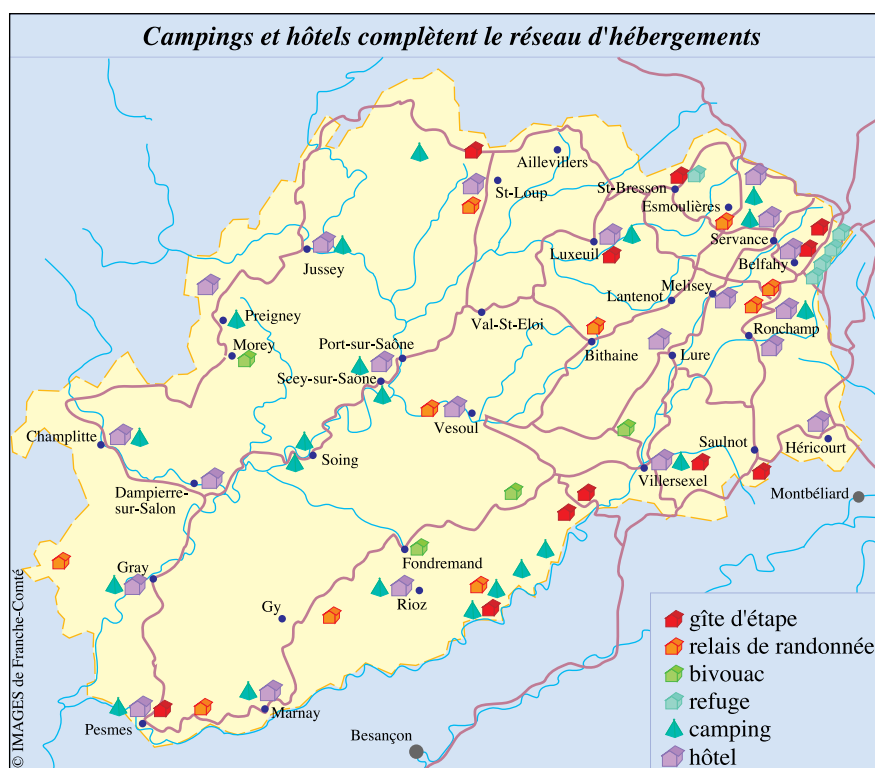 Campings et hôtels complètent le réseau d'hébergements
Aillevillers
St-Loup
St-Bresson
Esmoulières
Servance
Belfahy
Luxeuil
Jussey
Melisey
Lantenot
Preigney
Val-St-Eloi
Ronchamp
Port-sur-Saône
Morey
Bithaine
Lure
Scey-sur-Saône
Vesoul
Champlitte
Soing
Saulnot
Héricourt
Villersexel
Dampierre-
sur-Salon
Montbéliard
Fondremand
Gray
Rioz
Gy
Marnay
Pesmes
Besançon
gîte d'étape
relais de randonnée
bivouac
refuge
camping
hôtel
© IMAGES de Franche-Comté